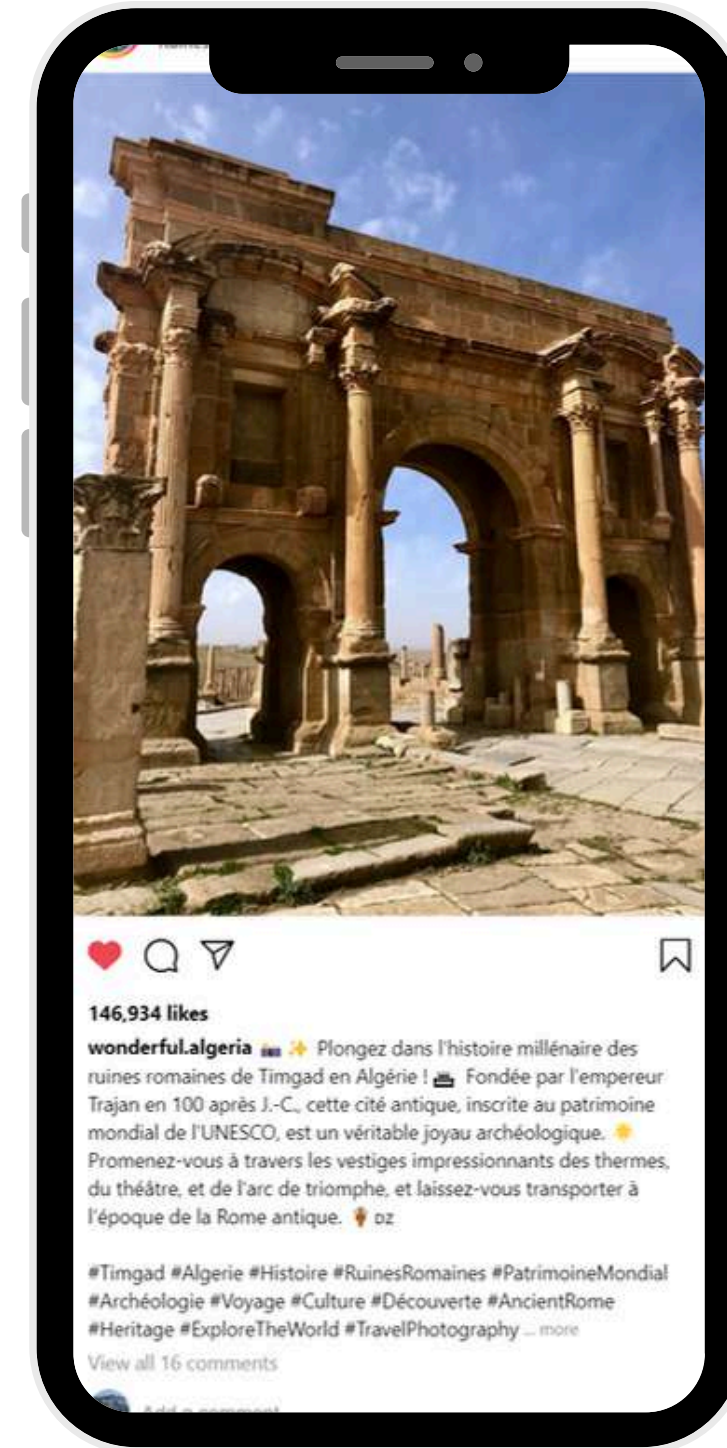 146,934 likes
wonderful.algeria 📸 ✨ Plongez dans l'histoire millénaire des
ruines romaines de Timgad en Algérie ! 🏛 Fondée par l'empereur
Trajan en 100 après J.-C., cette cité antique, inscrite au patrimoine
mondial de l'UNESCO, est un véritable joyau archéologique. 🌟
Promenez-vous à travers les vestiges impressionnants des thermes,
du théâtre, et de l'arc de triomphe, et laissez-vous transporter à
l'époque de la Rome antique. 🏺 DZ
#Timgad #Algerie #Histoire #RuinesRomaines #PatrimoineMondial
#Archéologie #Voyage #Culture #Découverte #AncientRome
#Heritage #ExploreTheWorld #TravelPhotography ... more
View all 16 comments
Add a comment